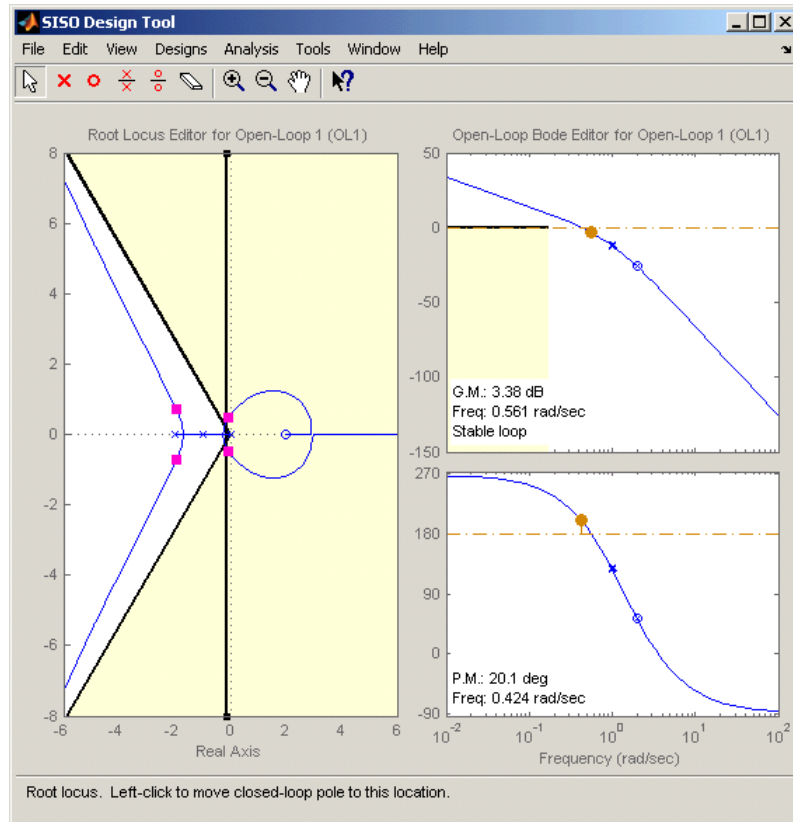 SISO Design Tool
File Edit View Designs Analysis Tools Window Help
Root Locus Editor for Open-Loop 1 (OL1)
8
6
4
2
0
-2
-4
-6
-8
-6 -4 -2 0 2 4 6
Real Axis
Open-Loop Bode Editor for Open-Loop 1 (OL1)
50
0
-50
-100
-150
G.M.: 3.38 dB
Freq: 0.561 rad/sec
Stable loop
270
180
90
0
-90
P.M.: 20.1 deg
Freq: 0.424 rad/sec
10^-2 10^-1 10^0 10^1 10^2
Frequency (rad/sec)
Root locus. Left-click to move closed-loop pole to this location.